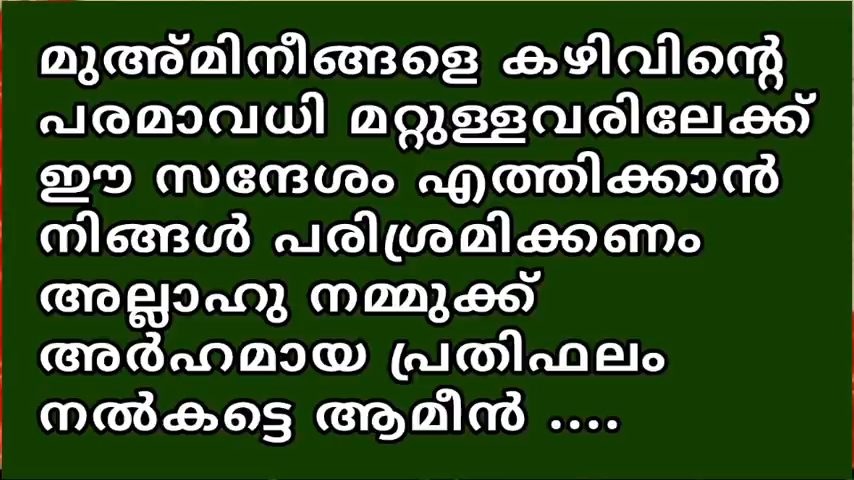 മുഅ്മിനീങ്ങളെ കഴിവിന്റെ
പരമാവധി മറ്റുള്ളവരിലേക്ക്
ഈ സന്ദേശം എത്തിക്കാൻ
നിങ്ങൾ പരിശ്രമിക്കണം
അല്ലാഹു നമ്മുക്ക്
അർഹമായ പ്രതിഫലം
നൽകട്ടെ ആമീൻ ....